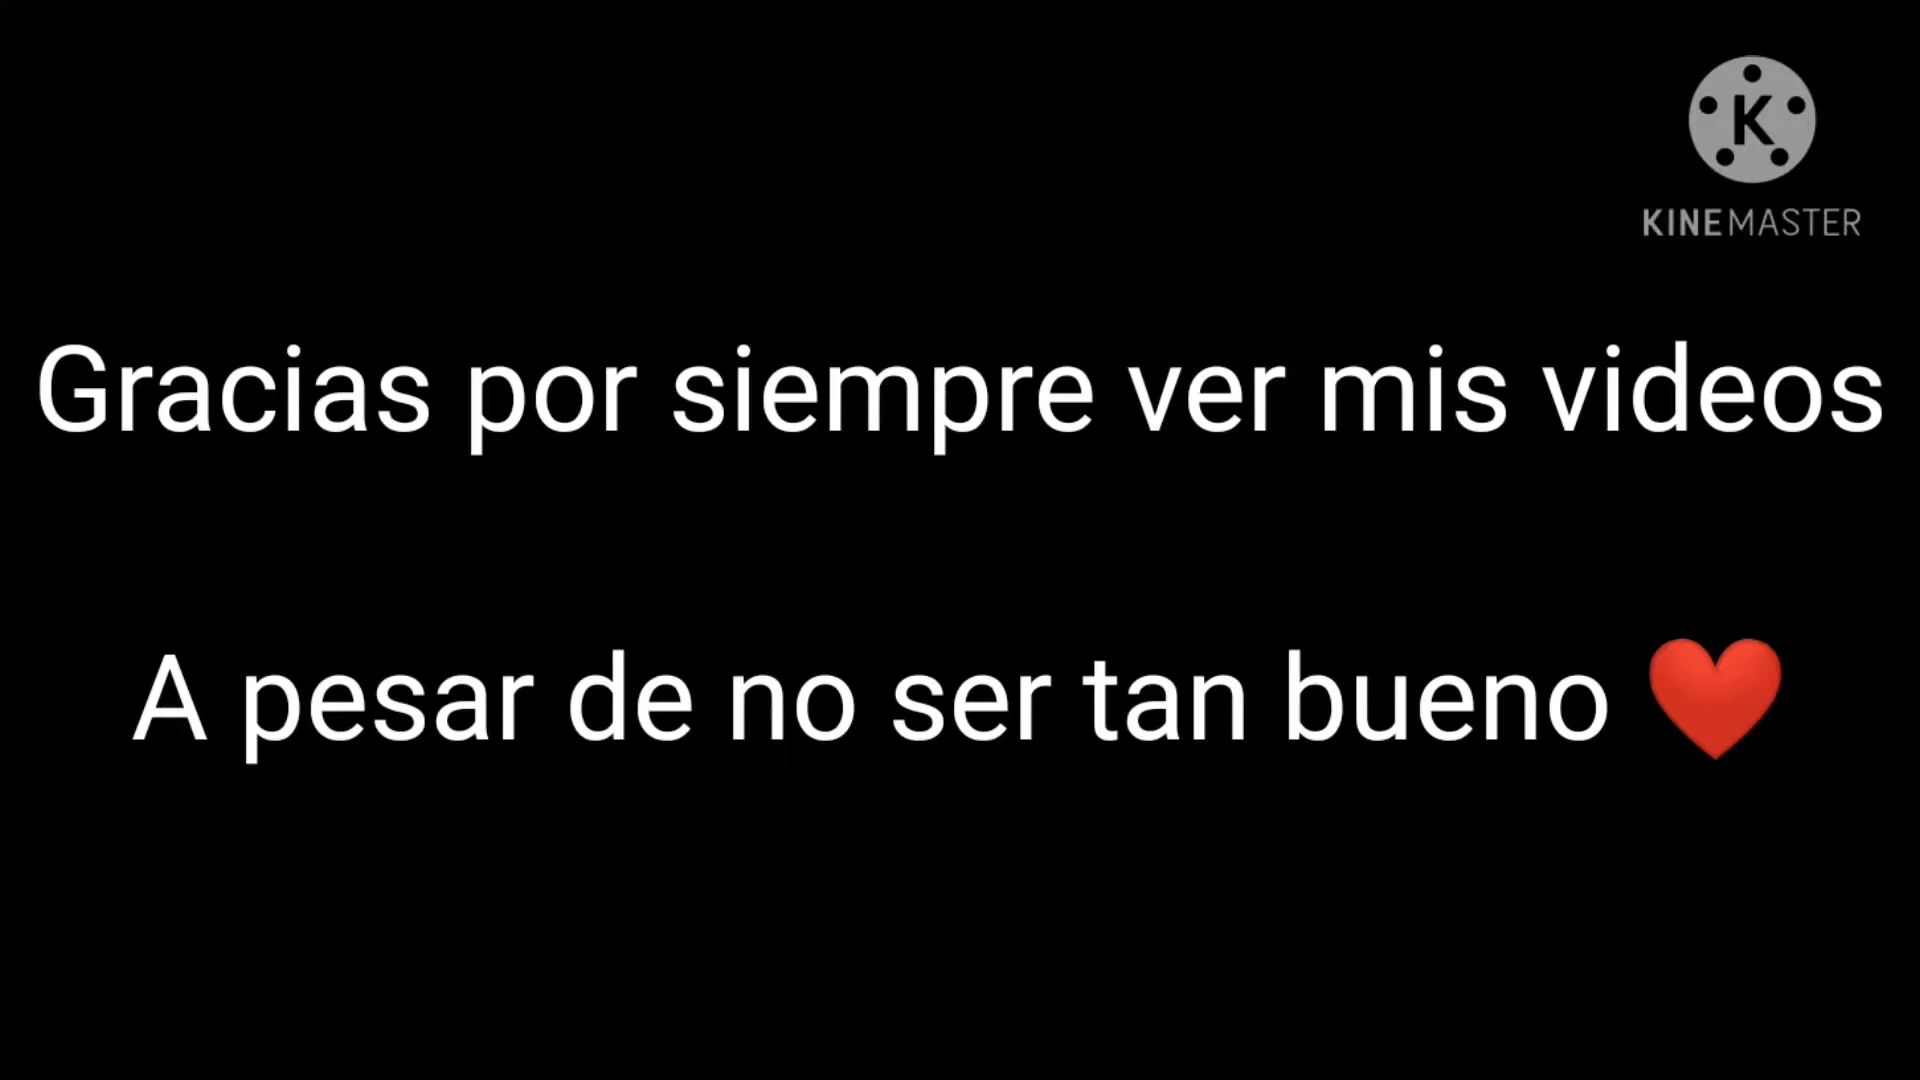 K
KINEMASTER
Gracias por siempre ver mis videos
A pesar de no ser tan bueno ❤️